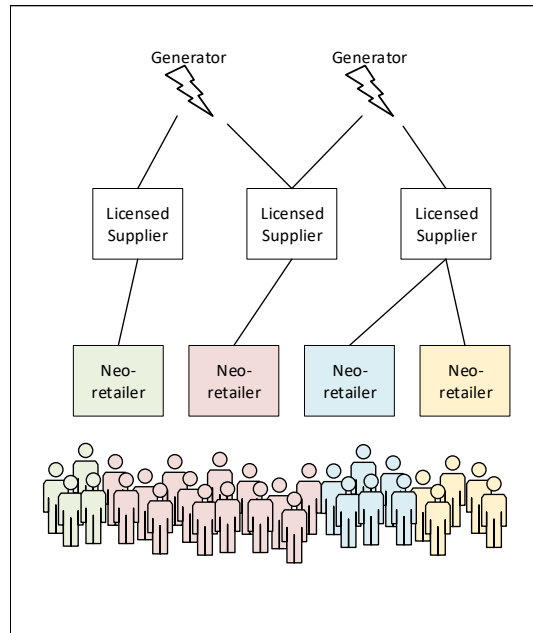 Generator
Generator
Licensed
Supplier
Licensed
Supplier
Licensed
Supplier
Neo-
retailer
Neo-
retailer
Neo-
retailer
Neo-
retailer